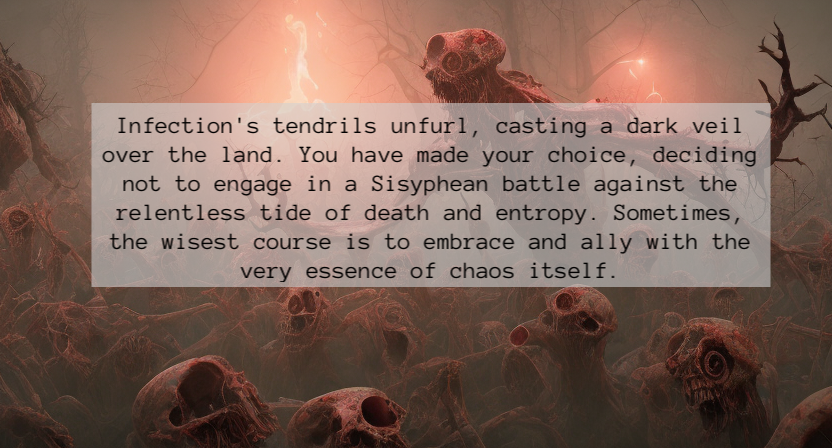 Infection's tendrils unfurl, casting a dark veil
over the land. You have made your choice, deciding
not to engage in a Sisyphean battle against the
relentless tide of death and entropy. Sometimes,
the wisest course is to embrace and ally with the
very essence of chaos itself.